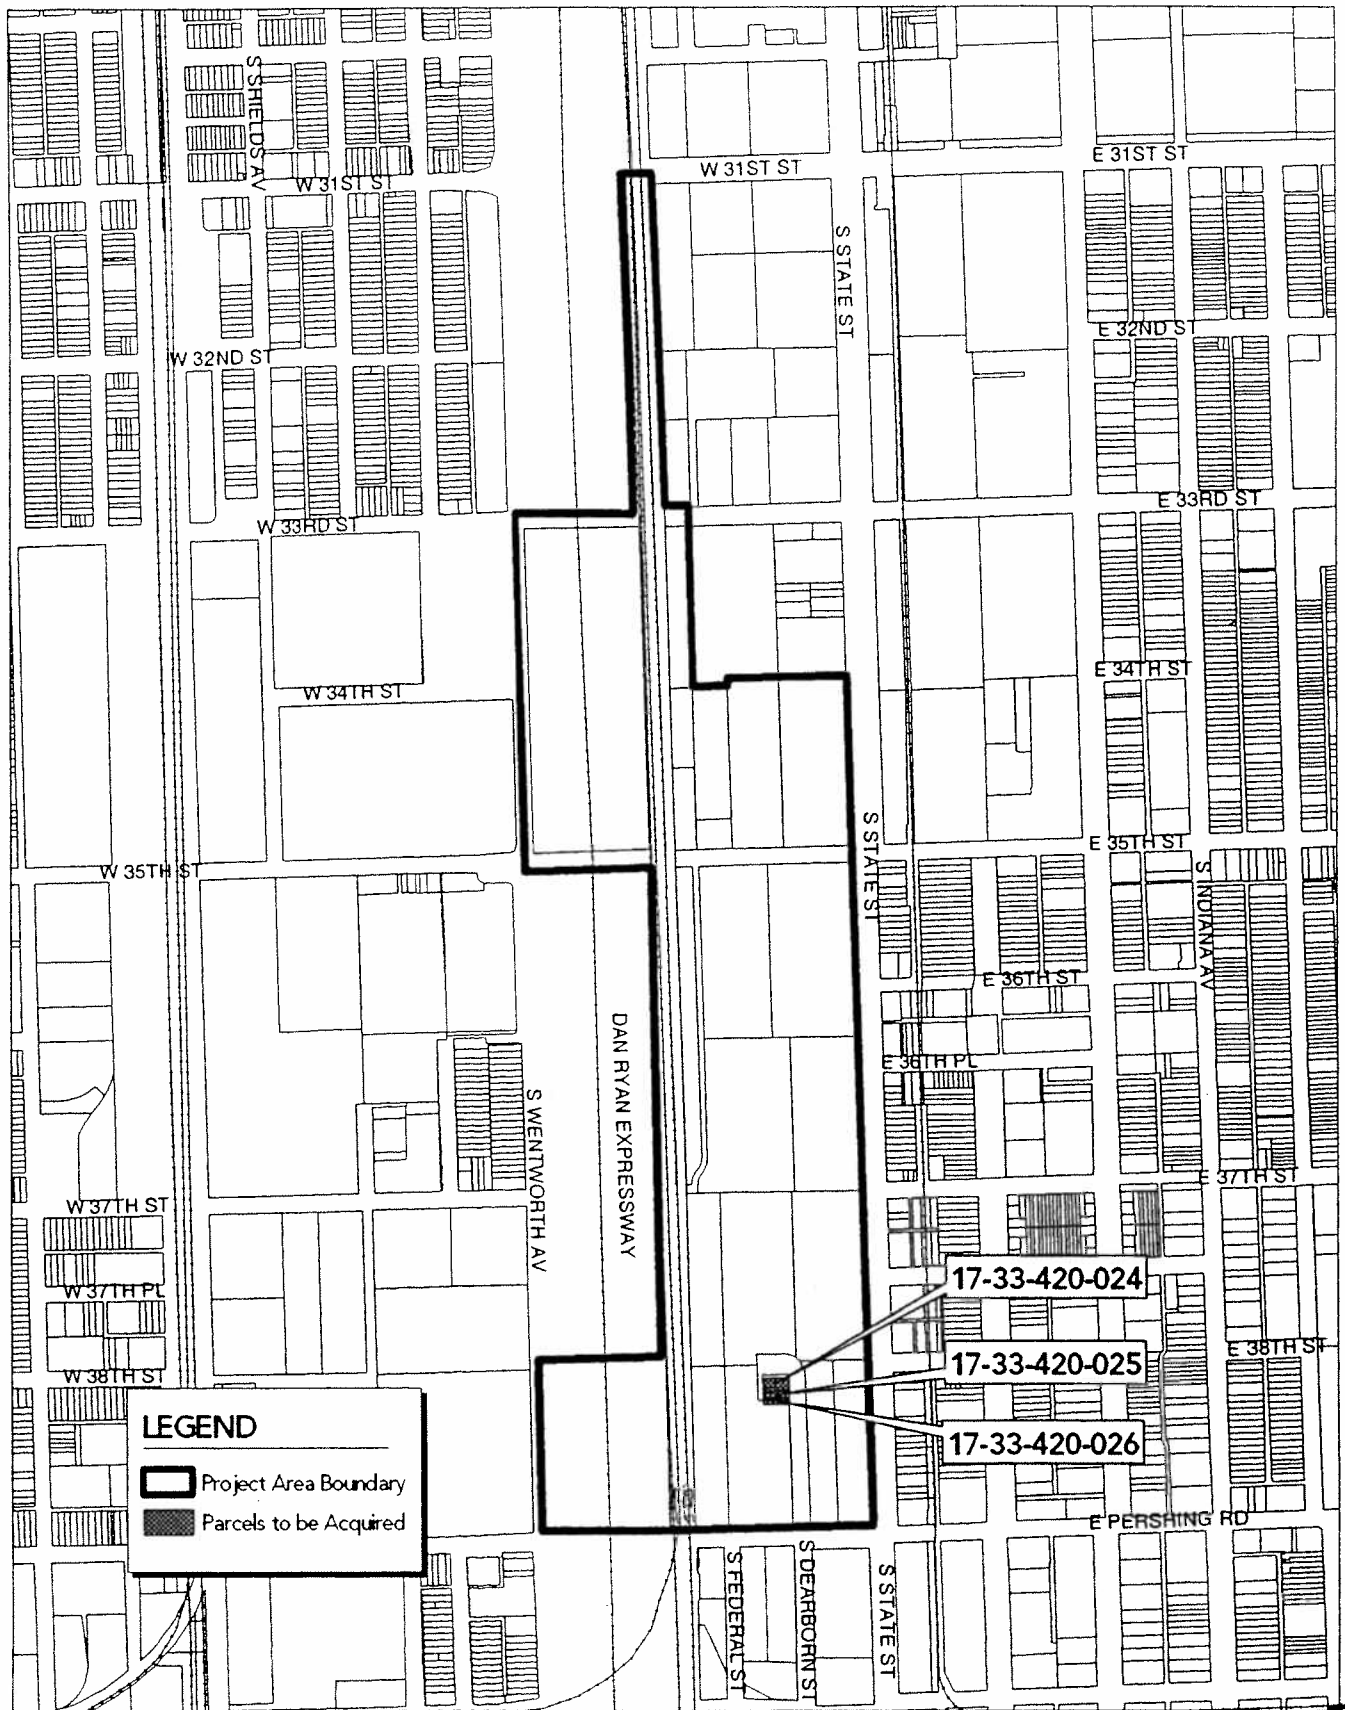 S SHIELDS AV
W 31ST ST
W 31ST ST
E 31ST ST
S STATE ST
E 32ND ST
W 32ND ST
E 33RD ST
W 33RD ST
E 34TH ST
W 34TH ST
S STATE ST
E 35TH ST
W 35TH ST
S INDIANA AV
E 36TH ST
DAN RYAN EXPRESSWAY
E 36TH PL
S WENTWORTH AV
E 37TH ST
W 37TH ST
17-33-420-024
W 37TH PL
E 38TH ST
17-33-420-025
W 38TH ST
LEGEND
17-33-420-026
Project Area Boundary
Parcels to be Acquired
E PERSHING RD
S FEDERAL ST
S DEARBORN ST
S STATE ST